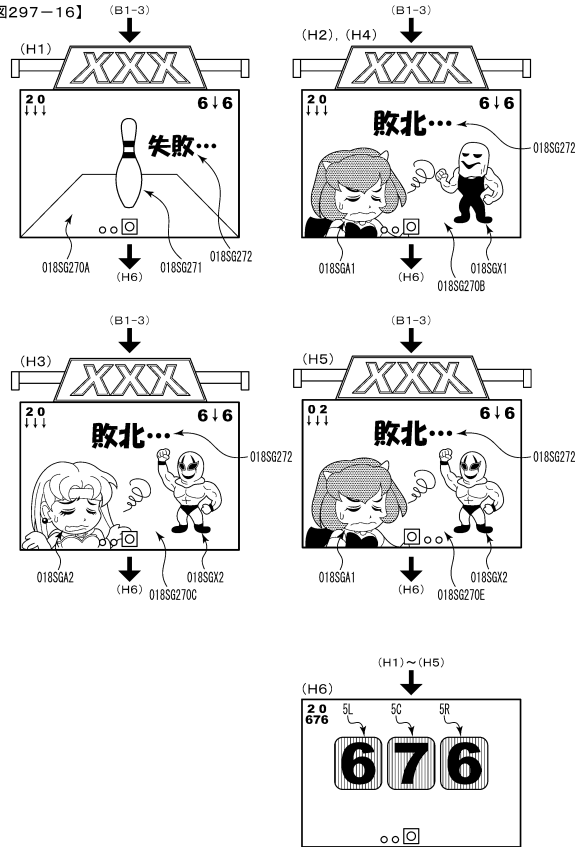 図297－16】
（B1-3）
（B1-3）
（H1）
（H2），（H4）
XXX
XXX
２０
↓↓↓
6↓6
失敗…
018SG270A
018SG271
018SG272
（H6）
２０
↓↓↓
6↓6
敗北…
018SG272
018SGA1
018SGX1
018SG270B
（H6）
（B1-3）
（B1-3）
（H3）
（H5）
XXX
XXX
２０
↓↓↓
6↓6
敗北…
018SG272
018SGA2
018SGX2
018SG270C
（H6）
０２
↓↓↓
6↓6
敗北…
018SG272
018SGA1
018SGX2
018SG270E
（H6）
（H1）～（H5）
（H6）
２０
676
5L
5C
5R
6 7 6